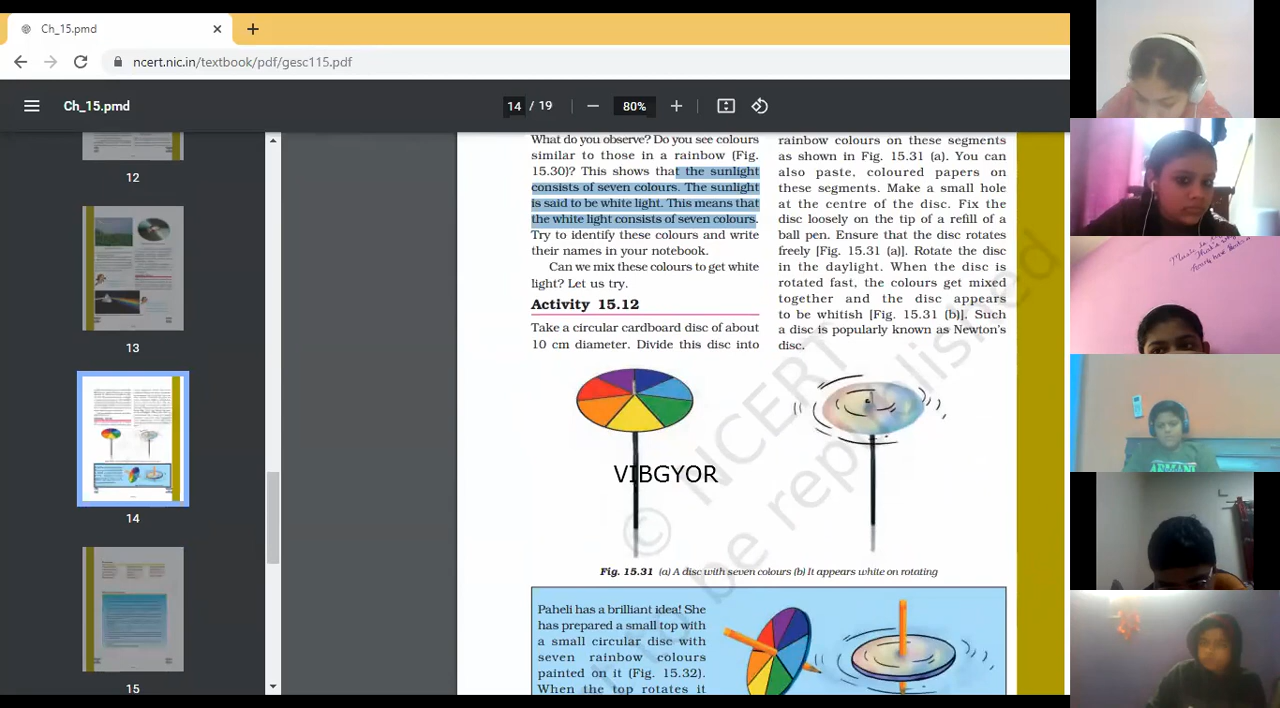 Ch_15.pmd
ncert.nic.in/textbook/pdf/gesc115.pdf
Ch_15.pmd
14 / 19
80%
12
13
14
15
What do you observe? Do you see colours
similar to those in a rainbow (Fig.
15.30)? This shows that the sunlight
consists of seven colours. The sunlight
is said to be white light. This means that
the white light consists of seven colours.
Try to identify these colours and write
their names in your notebook.
Can we mix these colours to get white
light? Let us try.
Activity 15.12
Take a circular cardboard disc of about
10 cm diameter. Divide this disc into
rainbow colours on these segments
as shown in Fig. 15.31 (a). You can
also paste, coloured papers on
these segments. Make a small hole
at the centre of the disc. Fix the
disc loosely on the tip of a refill of a
ball pen. Ensure that the disc rotates
freely [Fig. 15.31 (a)]. Rotate the disc
in the daylight. When the disc is
rotated fast, the colours get mixed
together and the disc appears
to be whitish [Fig. 15.31 (b)]. Such
a disc is popularly known as Newton's
disc.
VIBGYOR
© NCERT
be republished
Fig. 15.31 (a) A disc with seven colours (b) It appears white on rotating
Paheli has a brilliant idea! She
has prepared a small top with
a small circular disc with
seven rainbow colours
painted on it (Fig. 15.32).
When the top rotates it
Music is
ARMANI